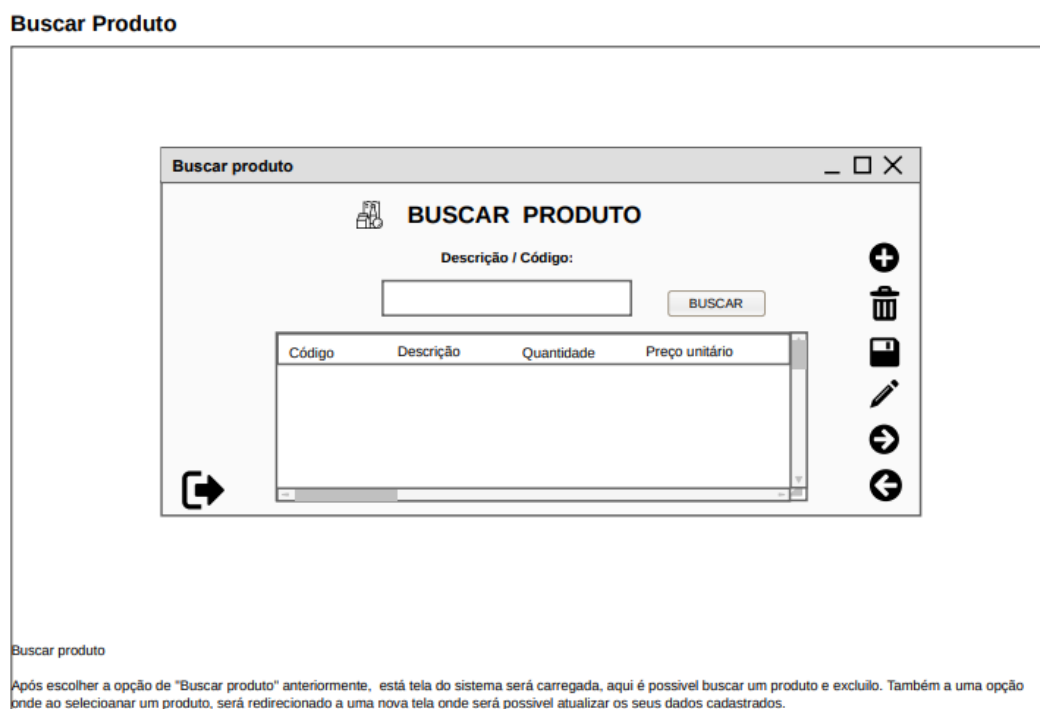 Buscar Produto
Buscar produto
BUSCAR PRODUTO
Descrição / Código:
BUSCAR
Código Descrição Quantidade Preço unitário
Buscar produto
Após escolher a opção de "Buscar produto" anteriormente, está tela do sistema será carregada, aqui é possivel buscar um produto e excluilo. Também a uma opção
onde ao selecioanar um produto, será redirecionado a uma nova tela onde será possivel atualizar os seus dados cadastrados.